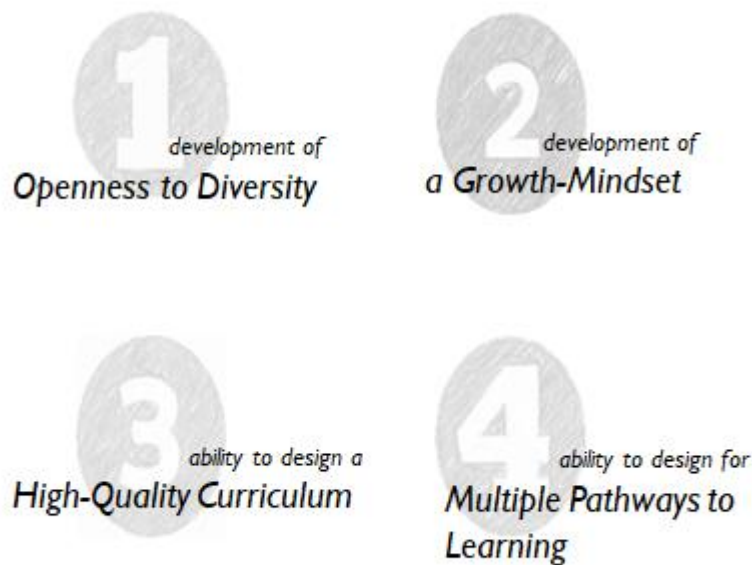 1
development of
Openness to Diversity
2
development of
a Growth-Mindset
3
ability to design a
High-Quality Curriculum
4
ability to design for
Multiple Pathways to
Learning